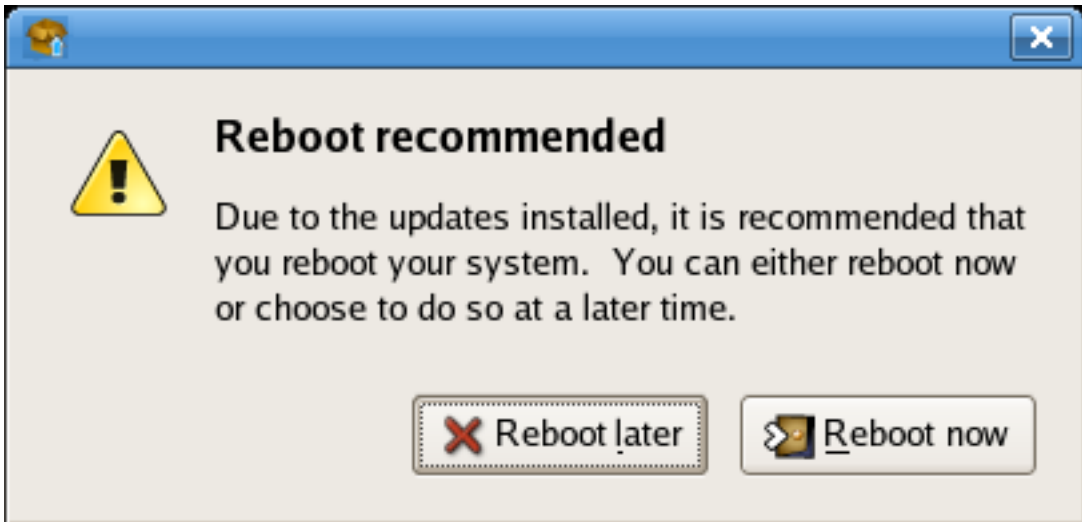 Reboot recommended
Due to the updates installed, it is recommended that
you reboot your system.  You can either reboot now
or choose to do so at a later time.
Reboot later
Reboot now